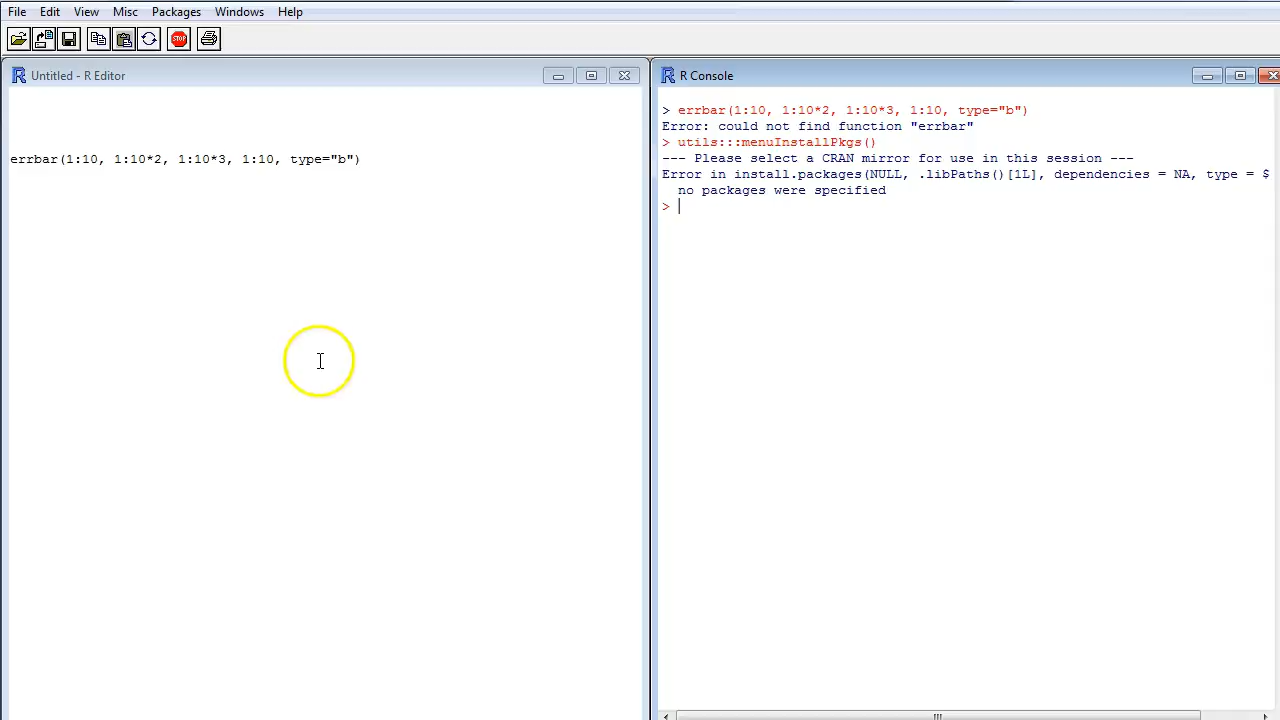 File Edit View Misc Packages Windows Help
STOP
R Untitled - R Editor
errbar(1:10, 1:10*2, 1:10*3, 1:10, type="b")
R R Console
> errbar(1:10, 1:10*2, 1:10*3, 1:10, type="b")
Error: could not find function "errbar"
> utils:::menuInstallPkgs()
--- Please select a CRAN mirror for use in this session ---
Error in install.packages(NULL, .libPaths()[1L], dependencies = NA, type = $
no packages were specified
>